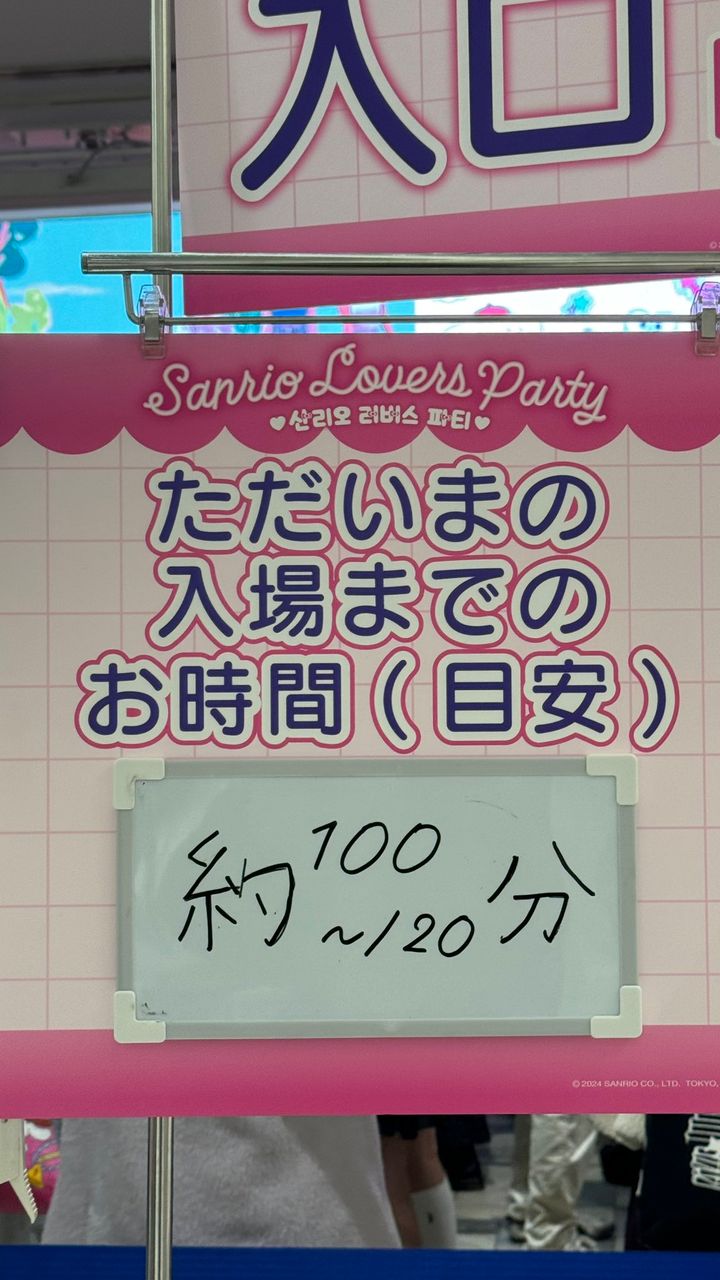 入口
Sanrio Lovers Party
♥산리오 러버스 파티♥
ただいまの
入場までの
お時間(目安)
約100
~120分
© 2024 SANRIO CO., LTD. TOKYO,